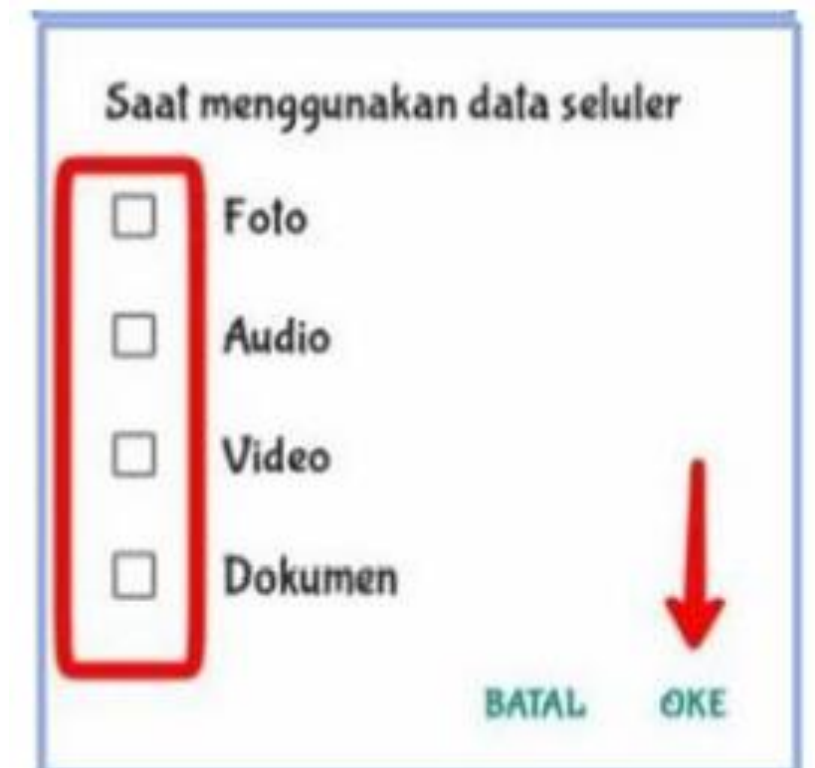 Saat menggunakan data seluler
Foto
Audio
Video
Dokumen
BATAL OKE